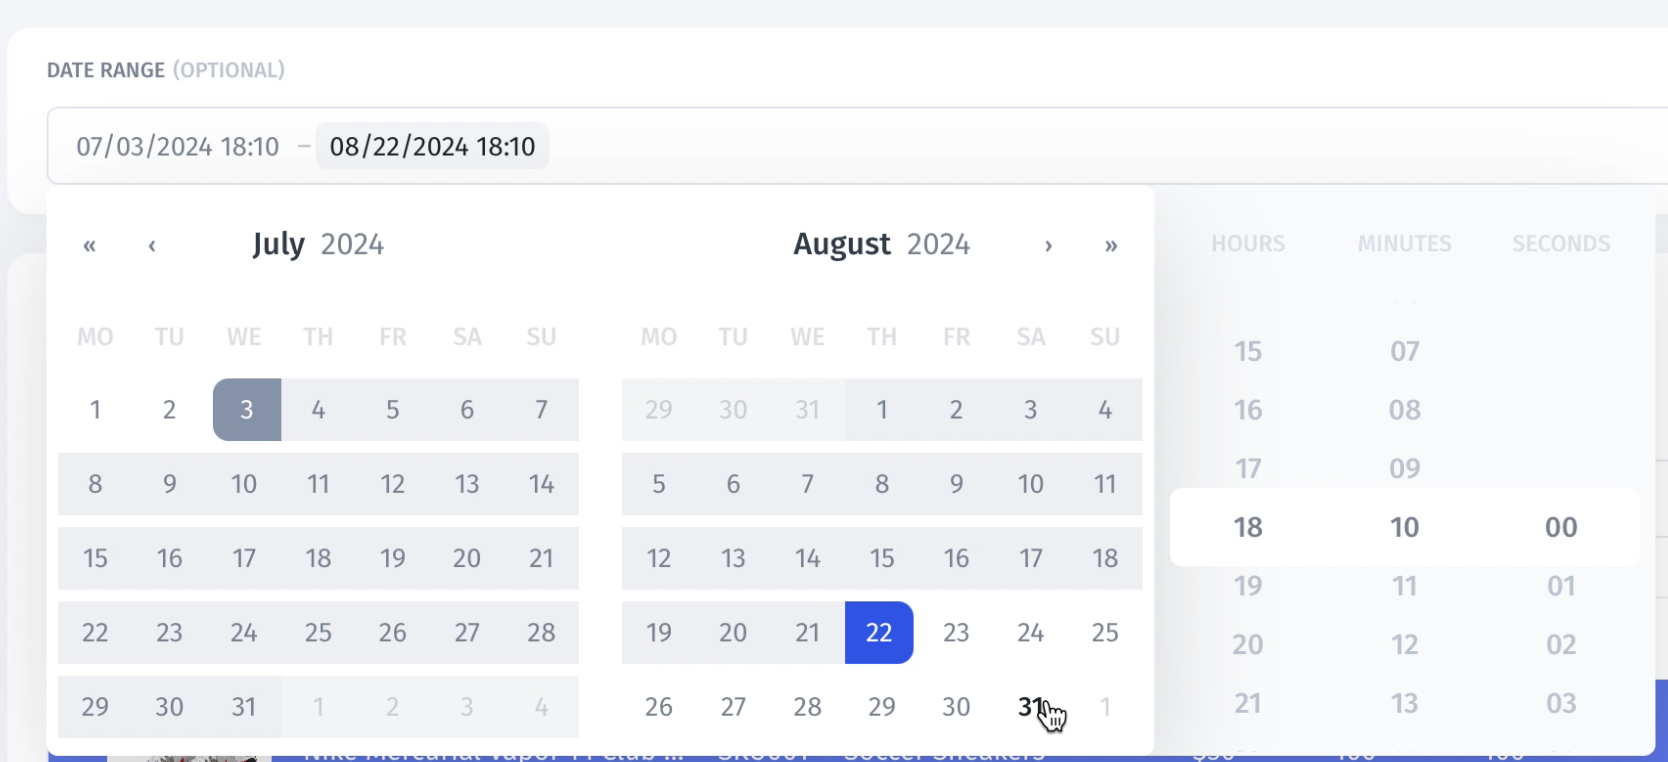 DATE RANGE (OPTIONAL)
07/03/2024 18:10 – 08/22/2024 18:10
« ‹ July 2024 August 2024 › »
HOURS MINUTES SECONDS
MO TU WE TH FR SA SU MO TU WE TH FR SA SU
15 07
1 2 3 4 5 6 7 29 30 31 1 2 3 4
16 08
17 09
8 9 10 11 12 13 14 5 6 7 8 9 10 11
18 10 00
15 16 17 18 19 20 21 12 13 14 15 16 17 18
19 11 01
22 23 24 25 26 27 28 19 20 21 22 23 24 25
20 12 02
29 30 31 1 2 3 4 26 27 28 29 30 31 1
21 13 03